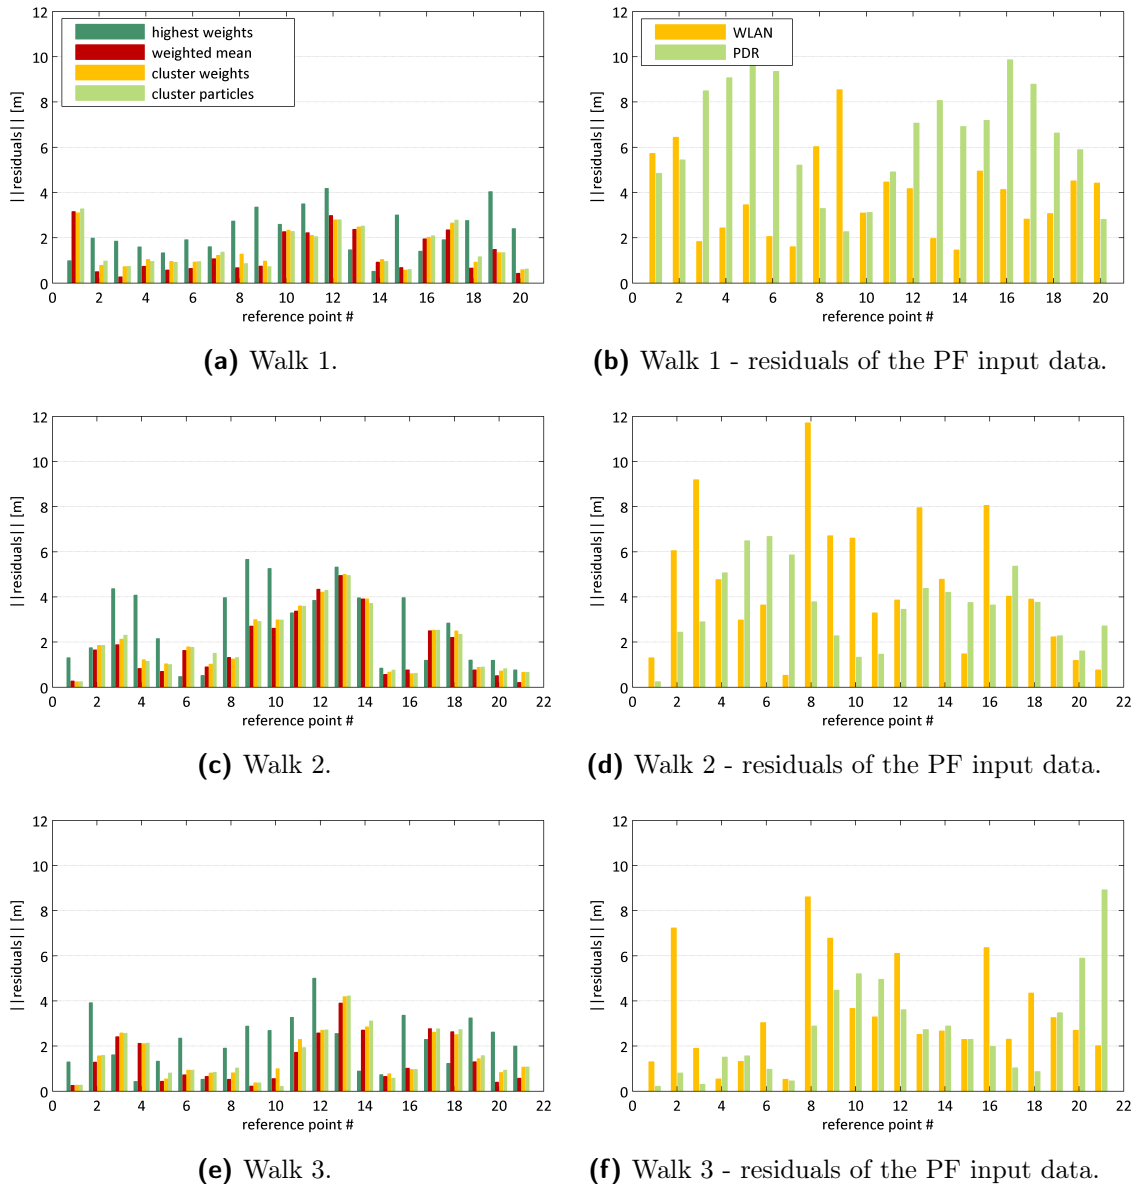 12
10
8
6
4
2
0
||residuals|| [m]
highest weights
weighted mean
cluster weights
cluster particles
0 2 4 6 8 10 12 14 16 18 20
reference point #
(a) Walk 1.
12
10
8
6
4
2
0
||residuals|| [m]
WLAN
PDR
0 2 4 6 8 10 12 14 16 18 20
reference point #
(b) Walk 1 - residuals of the PF input data.
12
10
8
6
4
2
0
||residuals|| [m]
0 2 4 6 8 10 12 14 16 18 20 22
reference point #
(c) Walk 2.
12
10
8
6
4
2
0
||residuals|| [m]
0 2 4 6 8 10 12 14 16 18 20 22
reference point #
(d) Walk 2 - residuals of the PF input data.
12
10
8
6
4
2
0
||residuals|| [m]
0 2 4 6 8 10 12 14 16 18 20 22
reference point #
(e) Walk 3.
12
10
8
6
4
2
0
||residuals|| [m]
0 2 4 6 8 10 12 14 16 18 20 22
reference point #
(f) Walk 3 - residuals of the PF input data.